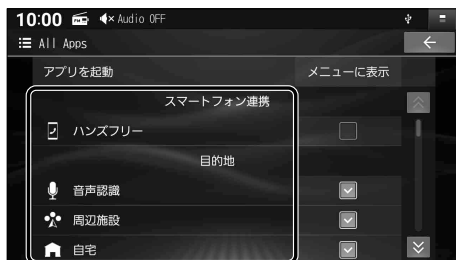 10:00 Audio OFF
All Apps
アプリを起動 メニューに表示
スマートフォン連携
ハンズフリー
目的地
音声認識
周辺施設
自宅